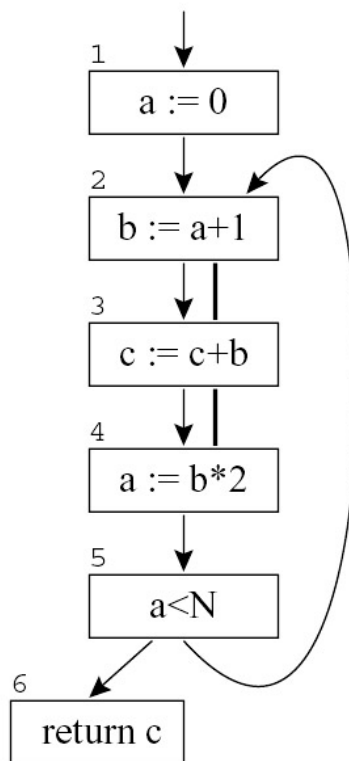 1
a := 0
2
b := a+1
3
c := c+b
4
a := b*2
5
a<N
6
return c